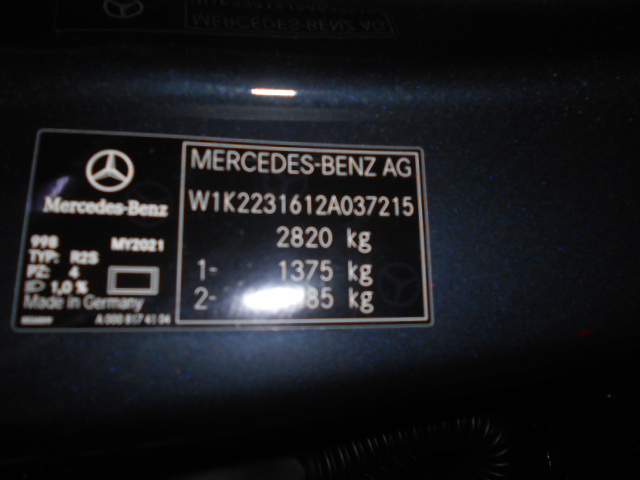 Mercedes-Benz
998 MY2021
TYP: R2S
PZ: 4
1,0 %
Made in Germany
A 000 817 41 04
MERCEDES-BENZ AG
W1K2231612A037215
2820 kg
1- 1375 kg
2- kg